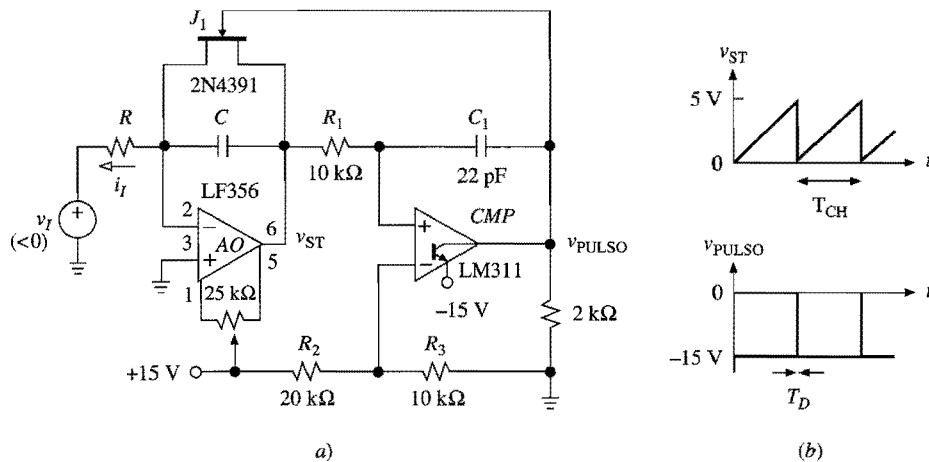 J1
2N4391
R
C
R1
C1
10 kΩ
22 pF
iI
LF356
vI
(<0)
2
3
6
5
1
AO
vST
CMP
LM311
–15 V
vPULSO
25 kΩ
2 kΩ
+15 V
R2
R3
20 kΩ
10 kΩ
a)
vST
5 V
0
t
TCH
vPULSO
0
t
–15 V
TD
(b)